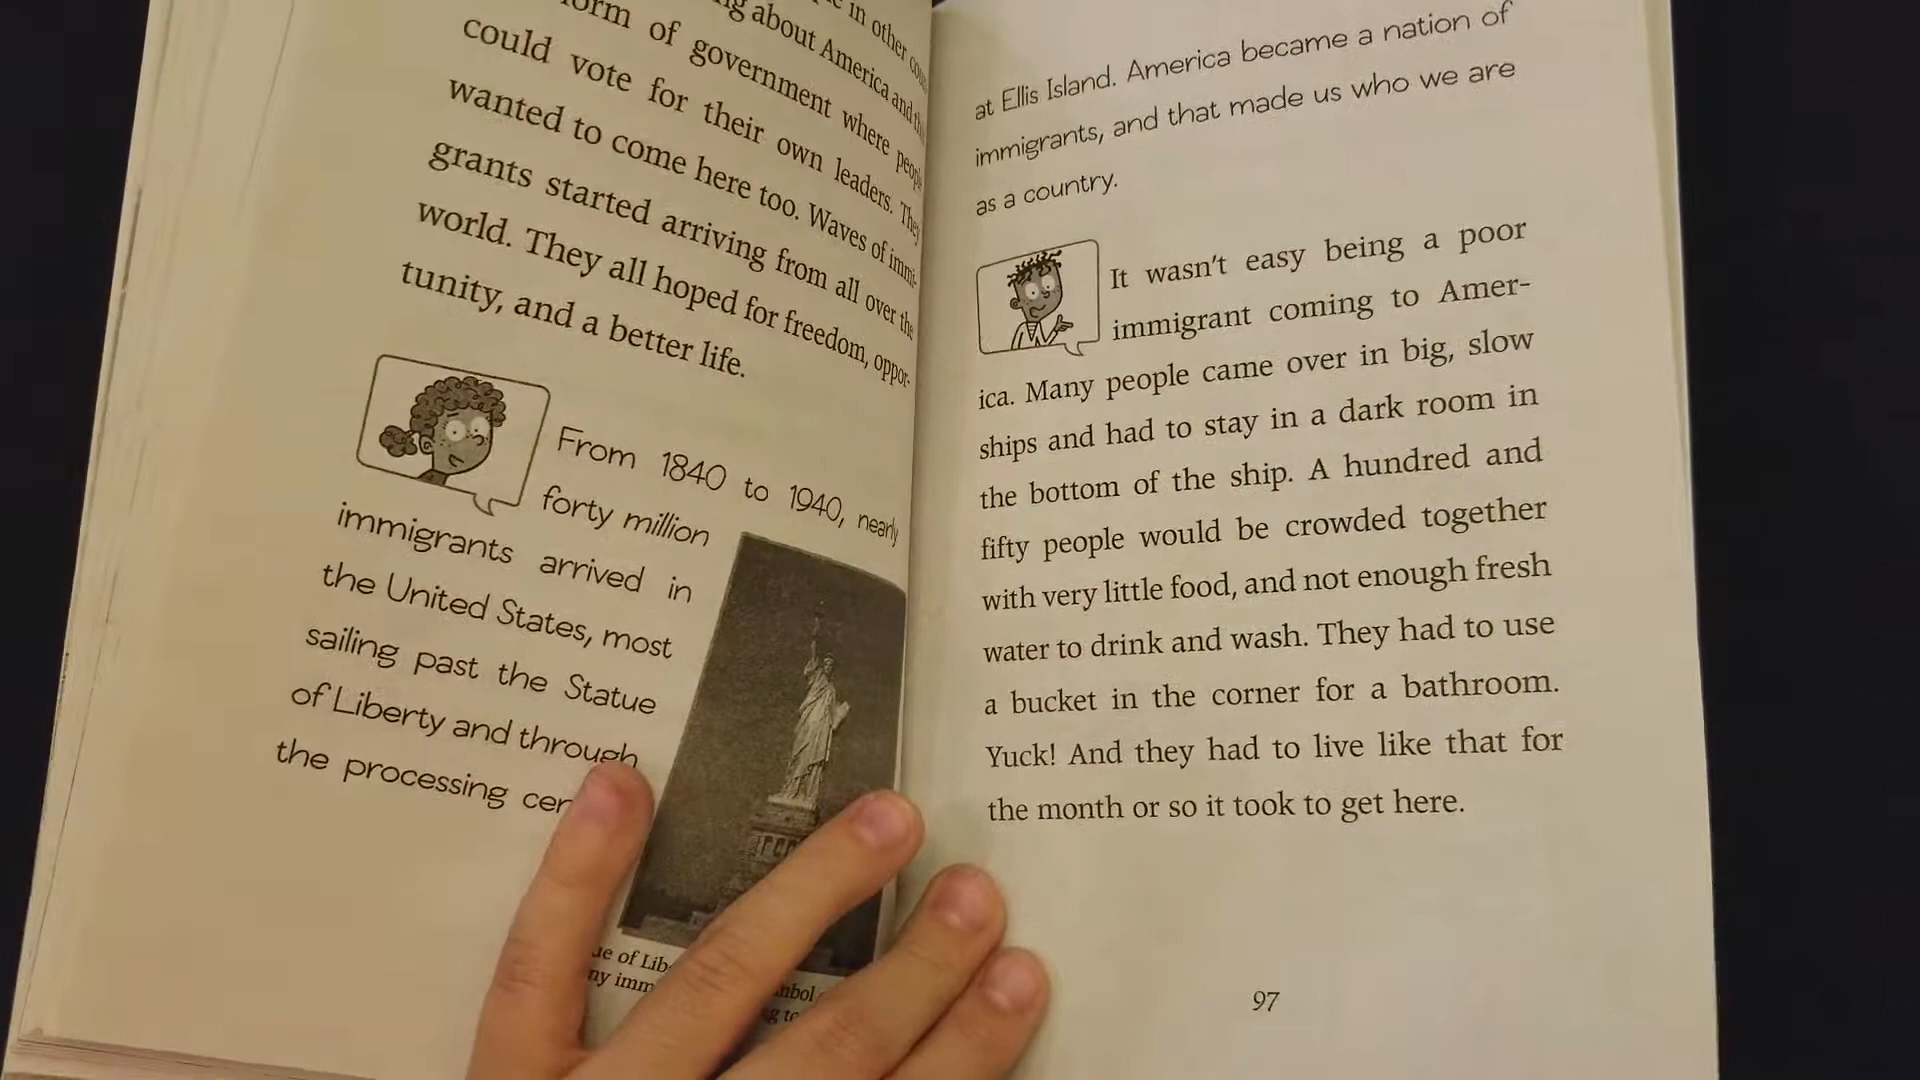 in other
about America and
form of government where people
could vote for their own leaders. They
wanted to come here too. Waves of immi-
grants started arriving from all over the
world. They all hoped for freedom, oppor-
tunity, and a better life.
From 1840 to 1940, nearly
forty million
immigrants arrived in
the United States, most
sailing past the Statue
of Liberty and through
the processing
of
at Ellis Island. America became a nation of
immigrants, and that made us who we are
as a country.
It wasn't easy being a poor
immigrant coming to Amer-
ica. Many people came over in big, slow
ships and had to stay in a dark room in
the bottom of the ship. A hundred and
fifty people would be crowded together
with very little food, and not enough fresh
water to drink and wash. They had to use
a bucket in the corner for a bathroom.
Yuck! And they had to live like that for
the month or so it took to get here.
97